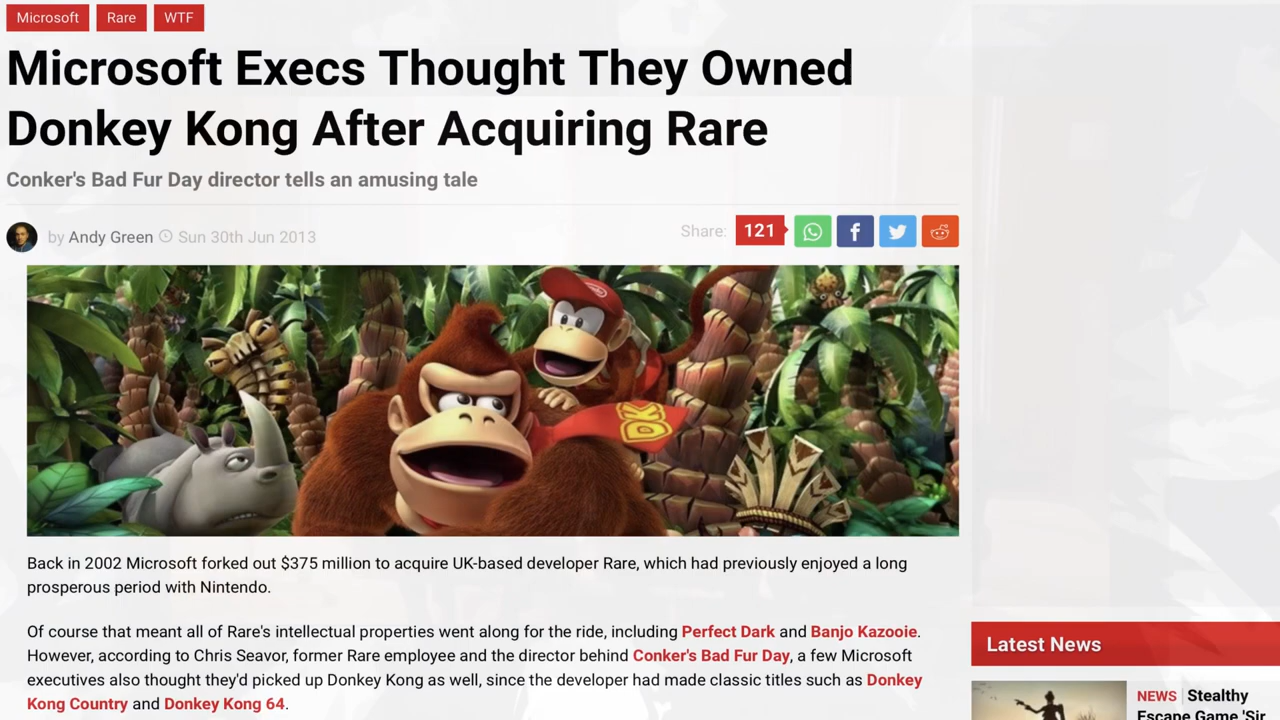 Microsoft Rare WTF
Microsoft Execs Thought They Owned
Donkey Kong After Acquiring Rare
Conker's Bad Fur Day director tells an amusing tale
by Andy Green Sun 30th Jun 2013
Share: 121
DK
Back in 2002 Microsoft forked out $375 million to acquire UK-based developer Rare, which had previously enjoyed a long
prosperous period with Nintendo.
Of course that meant all of Rare's intellectual properties went along for the ride, including Perfect Dark and Banjo Kazooie.
However, according to Chris Seavor, former Rare employee and the director behind Conker's Bad Fur Day, a few Microsoft
executives also thought they'd picked up Donkey Kong as well, since the developer had made classic titles such as Donkey
Kong Country and Donkey Kong 64.
Latest News
NEWS Stealthy
Escape Game 'Sir